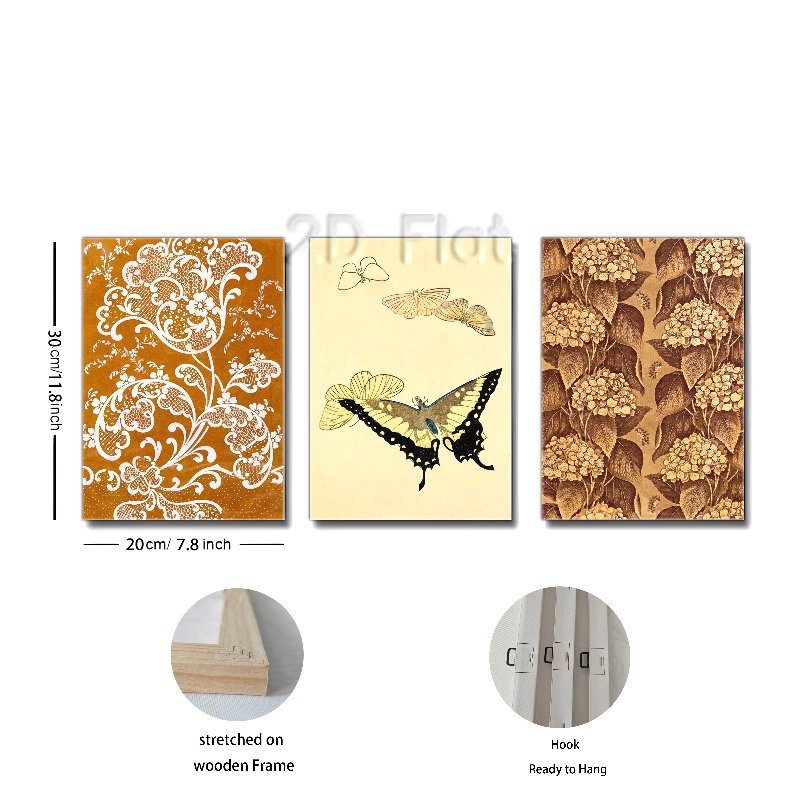 2D Flat
30cm/11.8inch
20cm/ 7.8 inch
stretched on
wooden Frame
Hook
Ready to Hang